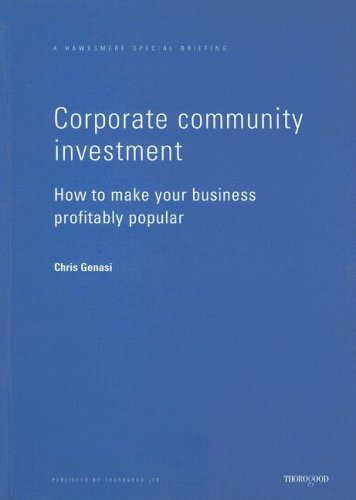 A HAWKSMERE SPECIAL BRIEFING
Corporate community
investment
How to make your business
profitably popular
Chris Genasi
PUBLISHED BY THOROGOOD LTD
THOROGOOD